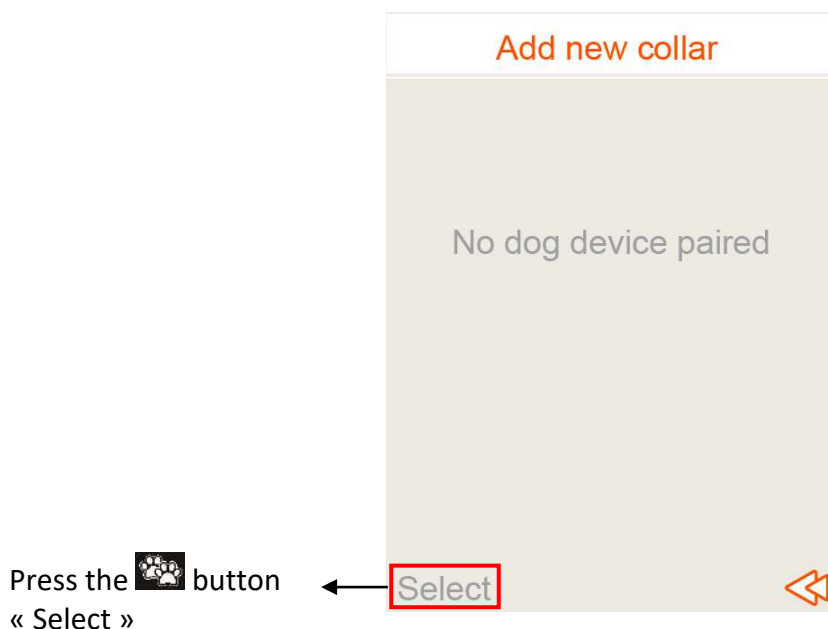 Add new collar
No dog device paired
Select
Press the button
« Select »